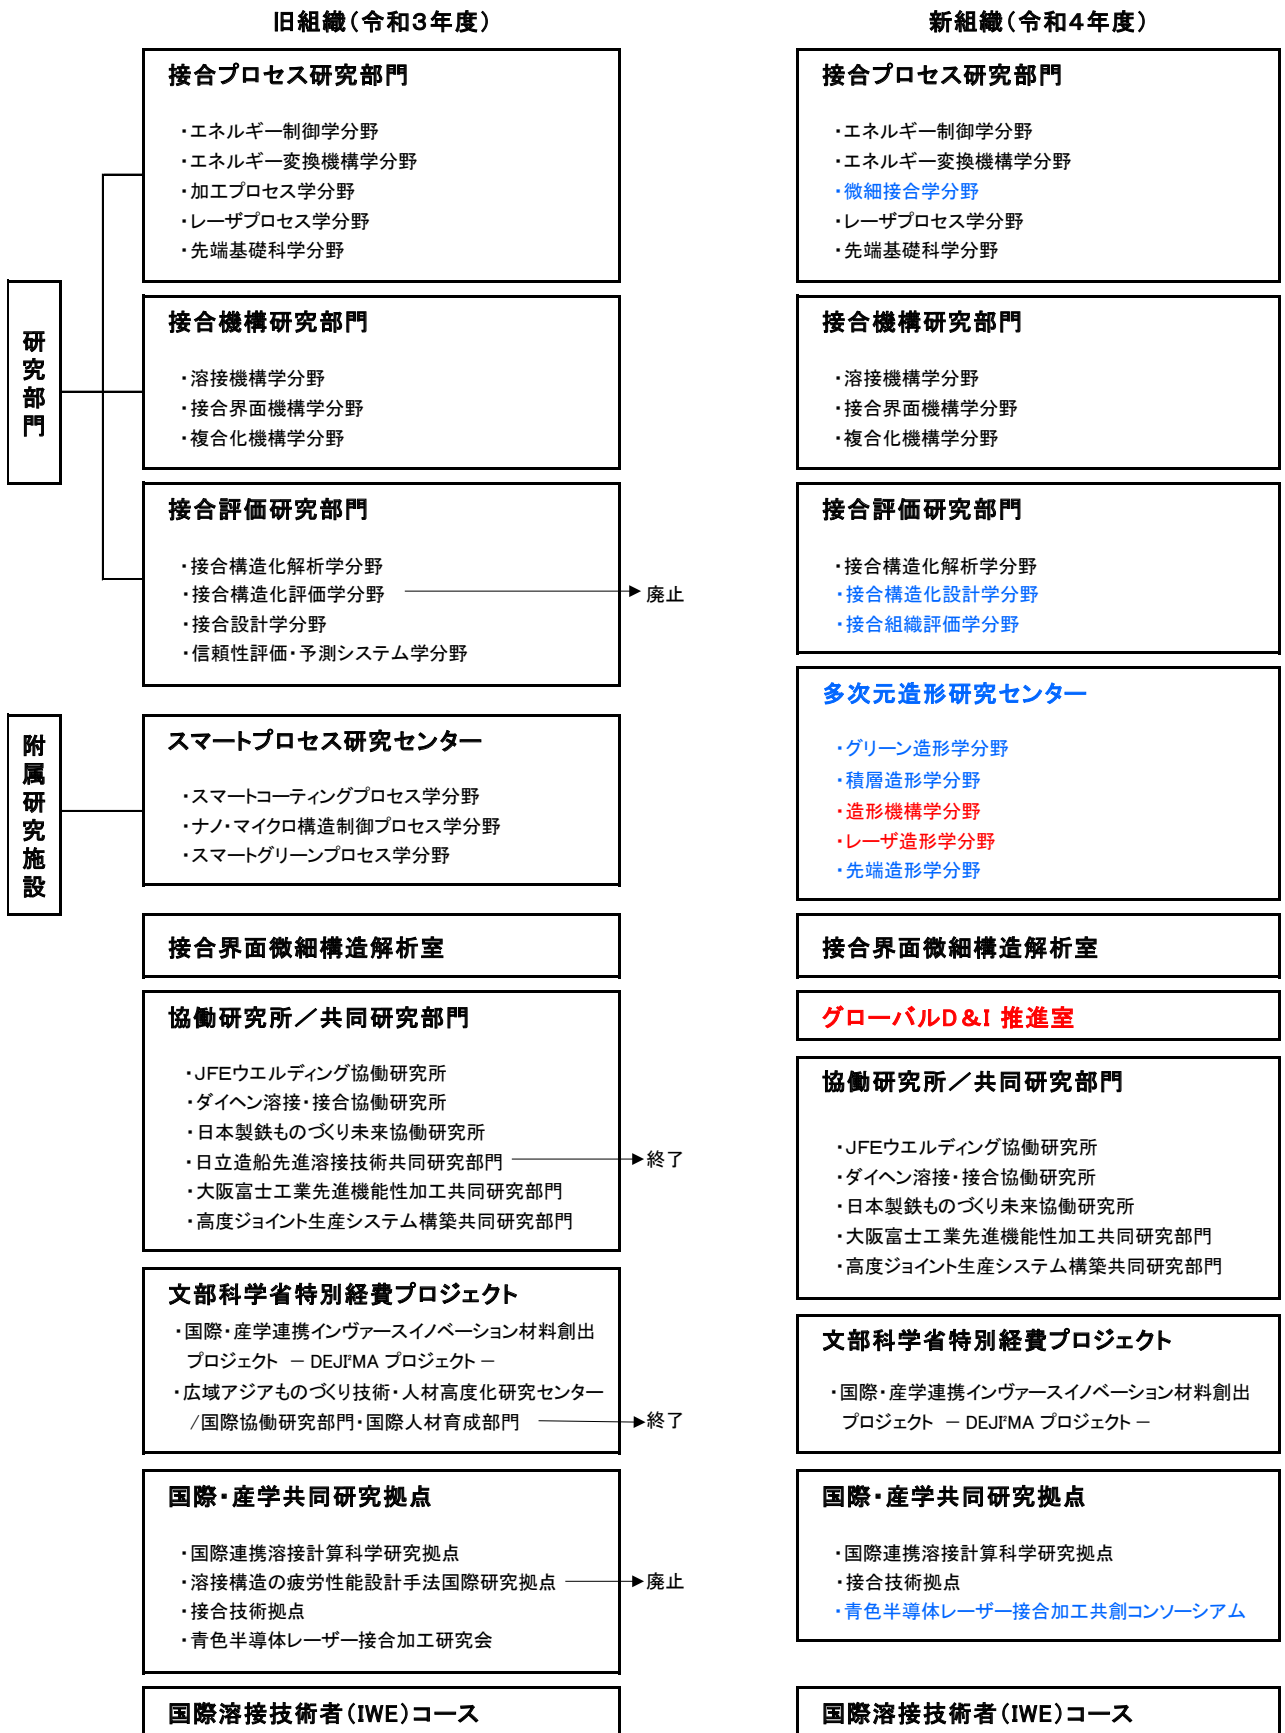 旧組織(令和3年度)
接合プロセス研究部門
・エネルギー制御学分野
・エネルギー変換機構学分野
・加工プロセス学分野
・レーザプロセス学分野
・先端基礎科学分野
研究部門
接合機構研究部門
・溶接機構学分野
・接合界面機構学分野
・複合化機構学分野
接合評価研究部門
・接合構造化解析学分野
・接合構造化評価学分野
廃止
・接合設計学分野
・信頼性評価・予測システム学分野
附属研究施設
スマートプロセス研究センター
・スマートコーティングプロセス学分野
・ナノ・マイクロ構造制御プロセス学分野
・スマートグリーンプロセス学分野
接合界面微細構造解析室
協働研究所/共同研究部門
・JFEウエルディング協働研究所
・ダイヘン溶接・接合協働研究所
・日本製鉄ものづくり未来協働研究所
・日立造船先進溶接技術共同研究部門
終了
・大阪富士工業先進機能性加工共同研究部門
・高度ジョイント生産システム構築共同研究部門
文部科学省特別経費プロジェクト
・国際・産学連携インヴァースイノベーション材料創出
プロジェクト － DEJI²MA プロジェクト－
・広域アジアものづくり技術・人材高度化研究センター
/国際協働研究部門・国際人材育成部門
終了
国際・産学共同研究拠点
・国際連携溶接計算科学研究拠点
・溶接構造の疲労性能設計手法国際研究拠点
廃止
・接合技術拠点
・青色半導体レーザー接合加工研究会
国際溶接技術者(IWE)コース
新組織(令和4年度)
接合プロセス研究部門
・エネルギー制御学分野
・エネルギー変換機構学分野
・微細接合学分野
・レーザプロセス学分野
・先端基礎科学分野
接合機構研究部門
・溶接機構学分野
・接合界面機構学分野
・複合化機構学分野
接合評価研究部門
・接合構造化解析学分野
・接合構造化設計学分野
・接合組織評価学分野
多次元造形研究センター
・グリーン造形学分野
・積層造形学分野
・造形機構学分野
・レーザ造形学分野
・先端造形学分野
接合界面微細構造解析室
グローバルD&I 推進室
協働研究所/共同研究部門
・JFEウエルディング協働研究所
・ダイヘン溶接・接合協働研究所
・日本製鉄ものづくり未来協働研究所
・大阪富士工業先進機能性加工共同研究部門
・高度ジョイント生産システム構築共同研究部門
文部科学省特別経費プロジェクト
・国際・産学連携インヴァースイノベーション材料創出
プロジェクト － DEJI²MA プロジェクト－
国際・産学共同研究拠点
・国際連携溶接計算科学研究拠点
・接合技術拠点
・青色半導体レーザー接合加工共創コンソーシアム
国際溶接技術者(IWE)コース